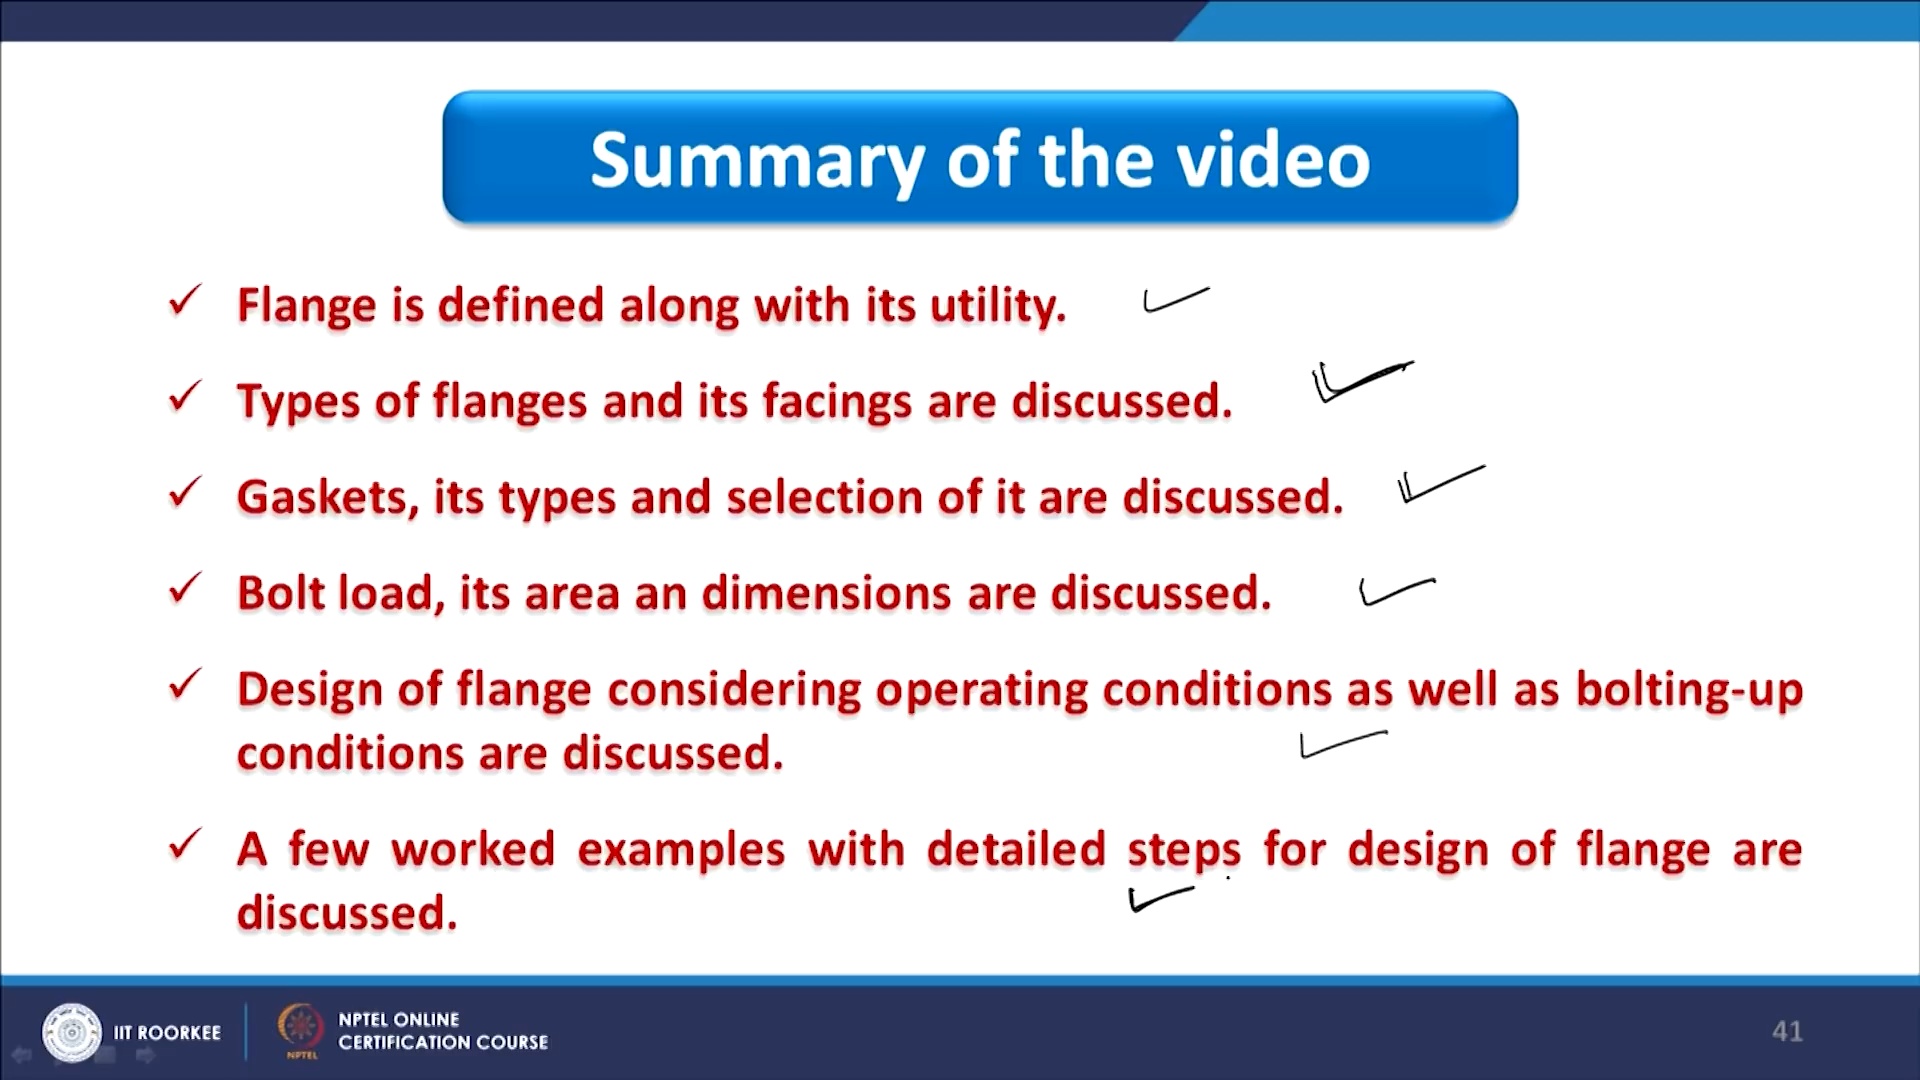 Summary of the video
Flange is defined along with its utility.
Types of flanges and its facings are discussed.
Gaskets, its types and selection of it are discussed.
Bolt load, its area an dimensions are discussed.
Design of flange considering operating conditions as well as bolting-up
conditions are discussed.
A few worked examples with detailed steps for design of flange are
discussed.
IIT ROORKEE
NPTEL
NPTEL ONLINE
CERTIFICATION COURSE
41